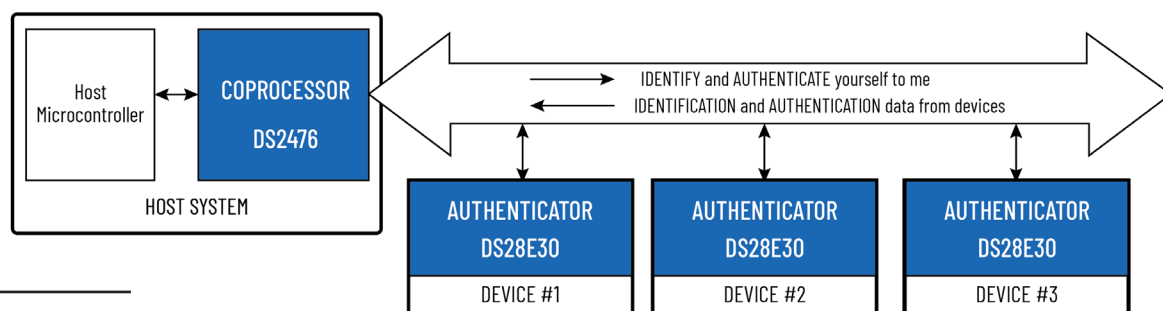 Host
Microcontroller
COPROCESSOR
DS2476
HOST SYSTEM
IDENTIFY and AUTHENTICATE yourself to me
IDENTIFICATION and AUTHENTICATION data from devices
AUTHENTICATOR
DS28E30
DEVICE #1
AUTHENTICATOR
DS28E30
DEVICE #2
AUTHENTICATOR
DS28E30
DEVICE #3